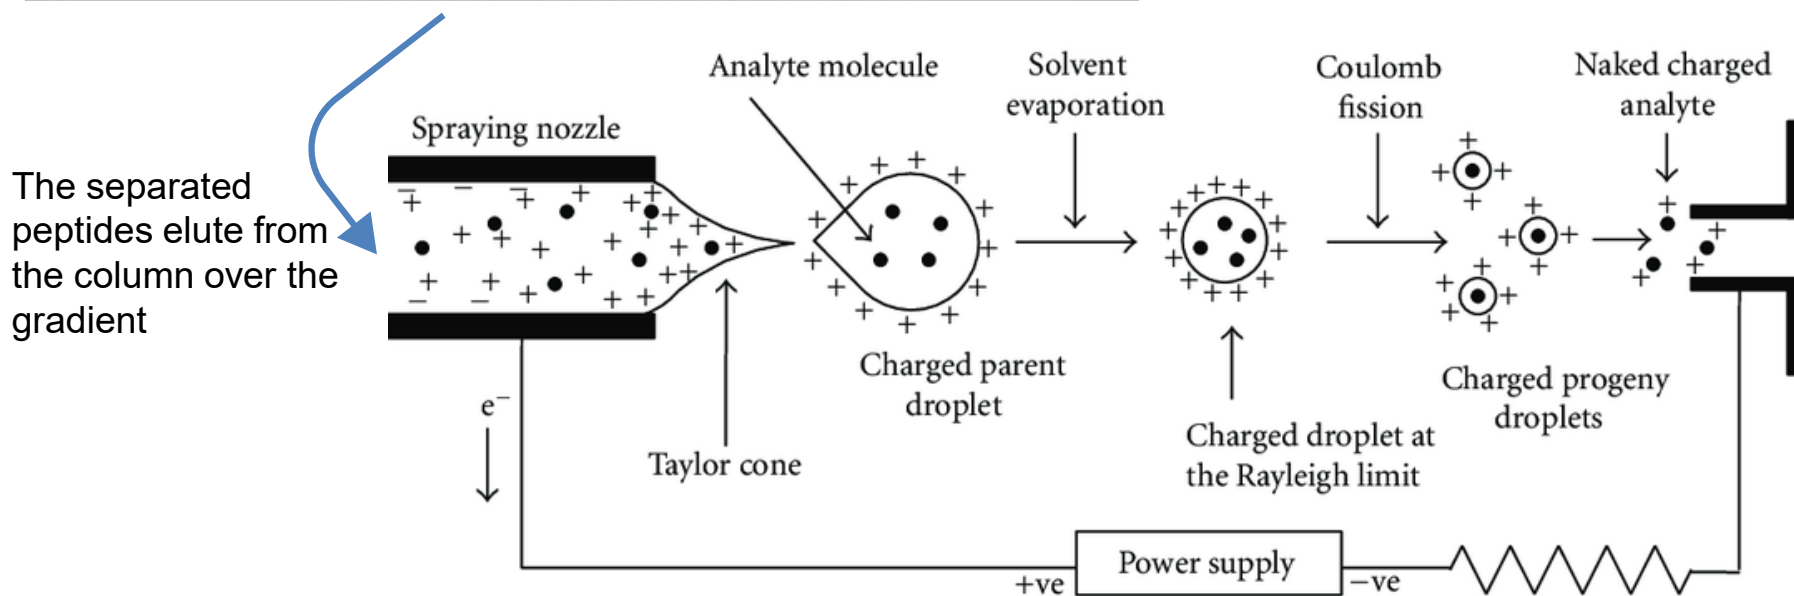 The separated
peptides elute from
the column over the
gradient
Spraying nozzle
Analyte molecule
Solvent
evaporation
Coulomb
fission
Naked charged
analyte
Charged parent
droplet
Charged droplet at
the Rayleigh limit
Charged progeny
droplets
Taylor cone
e⁻
+ve
Power supply
−ve